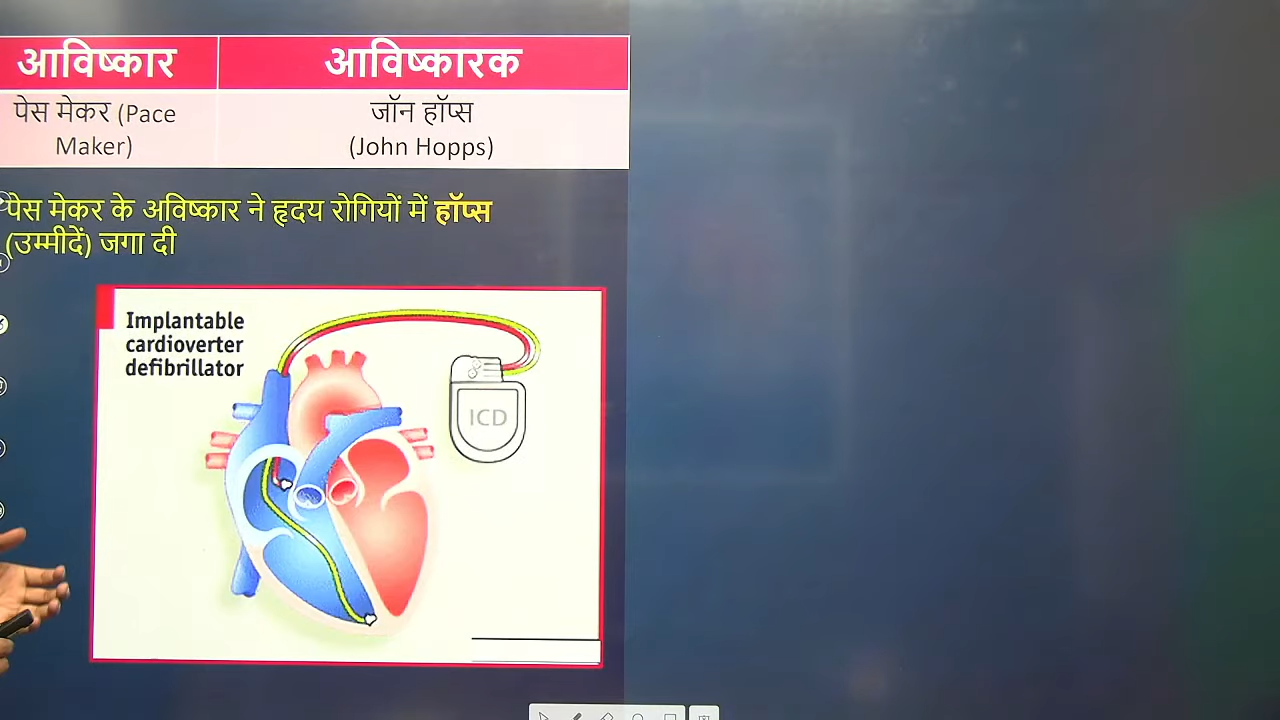 आविष्कार आविष्कारक
पेस मेकर (Pace Maker) जॉन हॉप्स (John Hopps)
पेस मेकर के अविष्कार ने हृदय रोगियों में हॉप्स
(उम्मीदें) जगा दी
Implantable
cardioverter
defibrillator
ICD